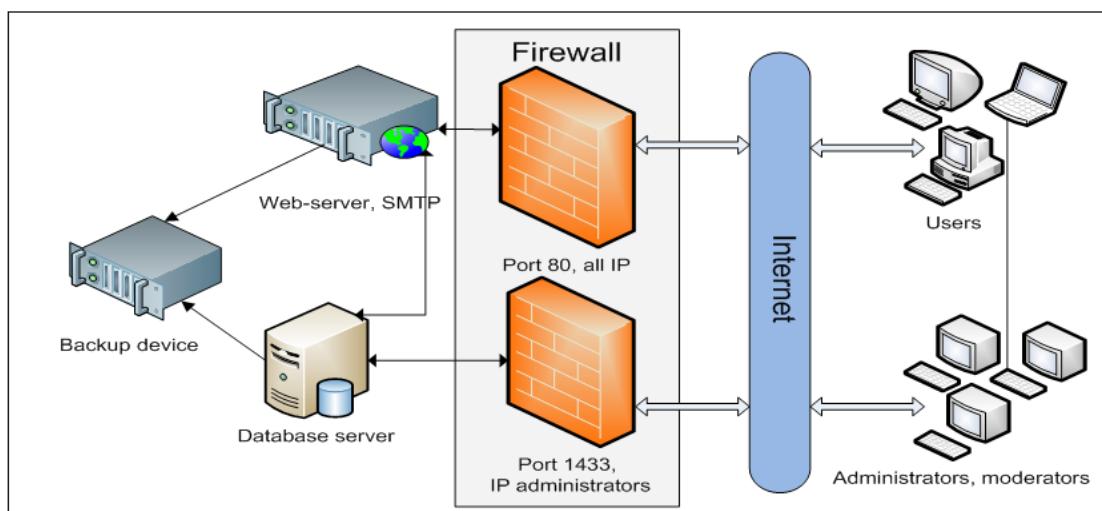 Firewall
Web-server, SMTP
Port 80, all IP
Users
Internet
Backup device
Database server
Port 1433,
IP administrators
Administrators, moderators